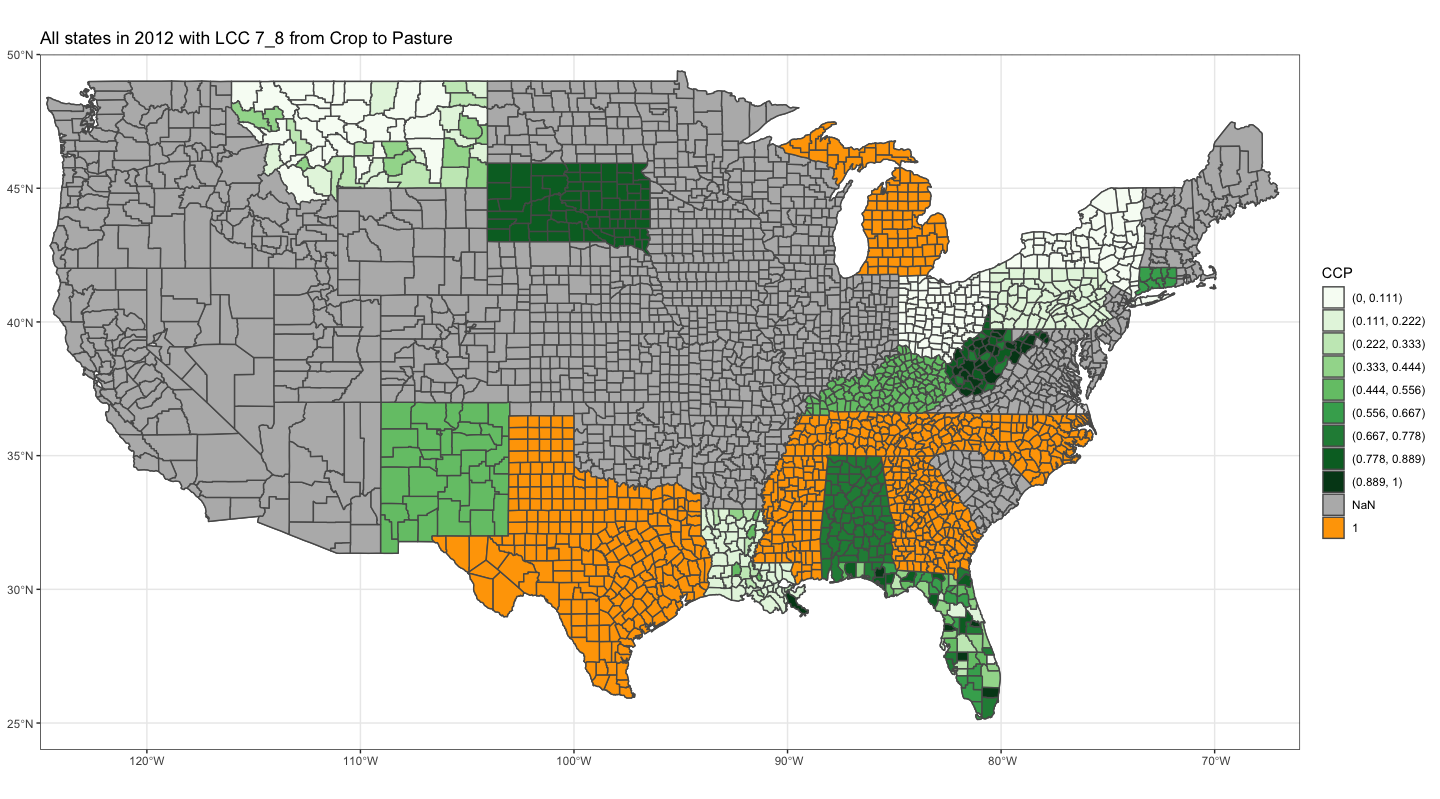 All states in 2012 with LCC 7_8 from Crop to Pasture
50°N
45°N
40°N
35°N
30°N
25°N
120°W
110°W
100°W
90°W
80°W
70°W
CCP
(0, 0.111)
(0.111, 0.222)
(0.222, 0.333)
(0.333, 0.444)
(0.444, 0.556)
(0.556, 0.667)
(0.667, 0.778)
(0.778, 0.889)
(0.889, 1)
NaN
1